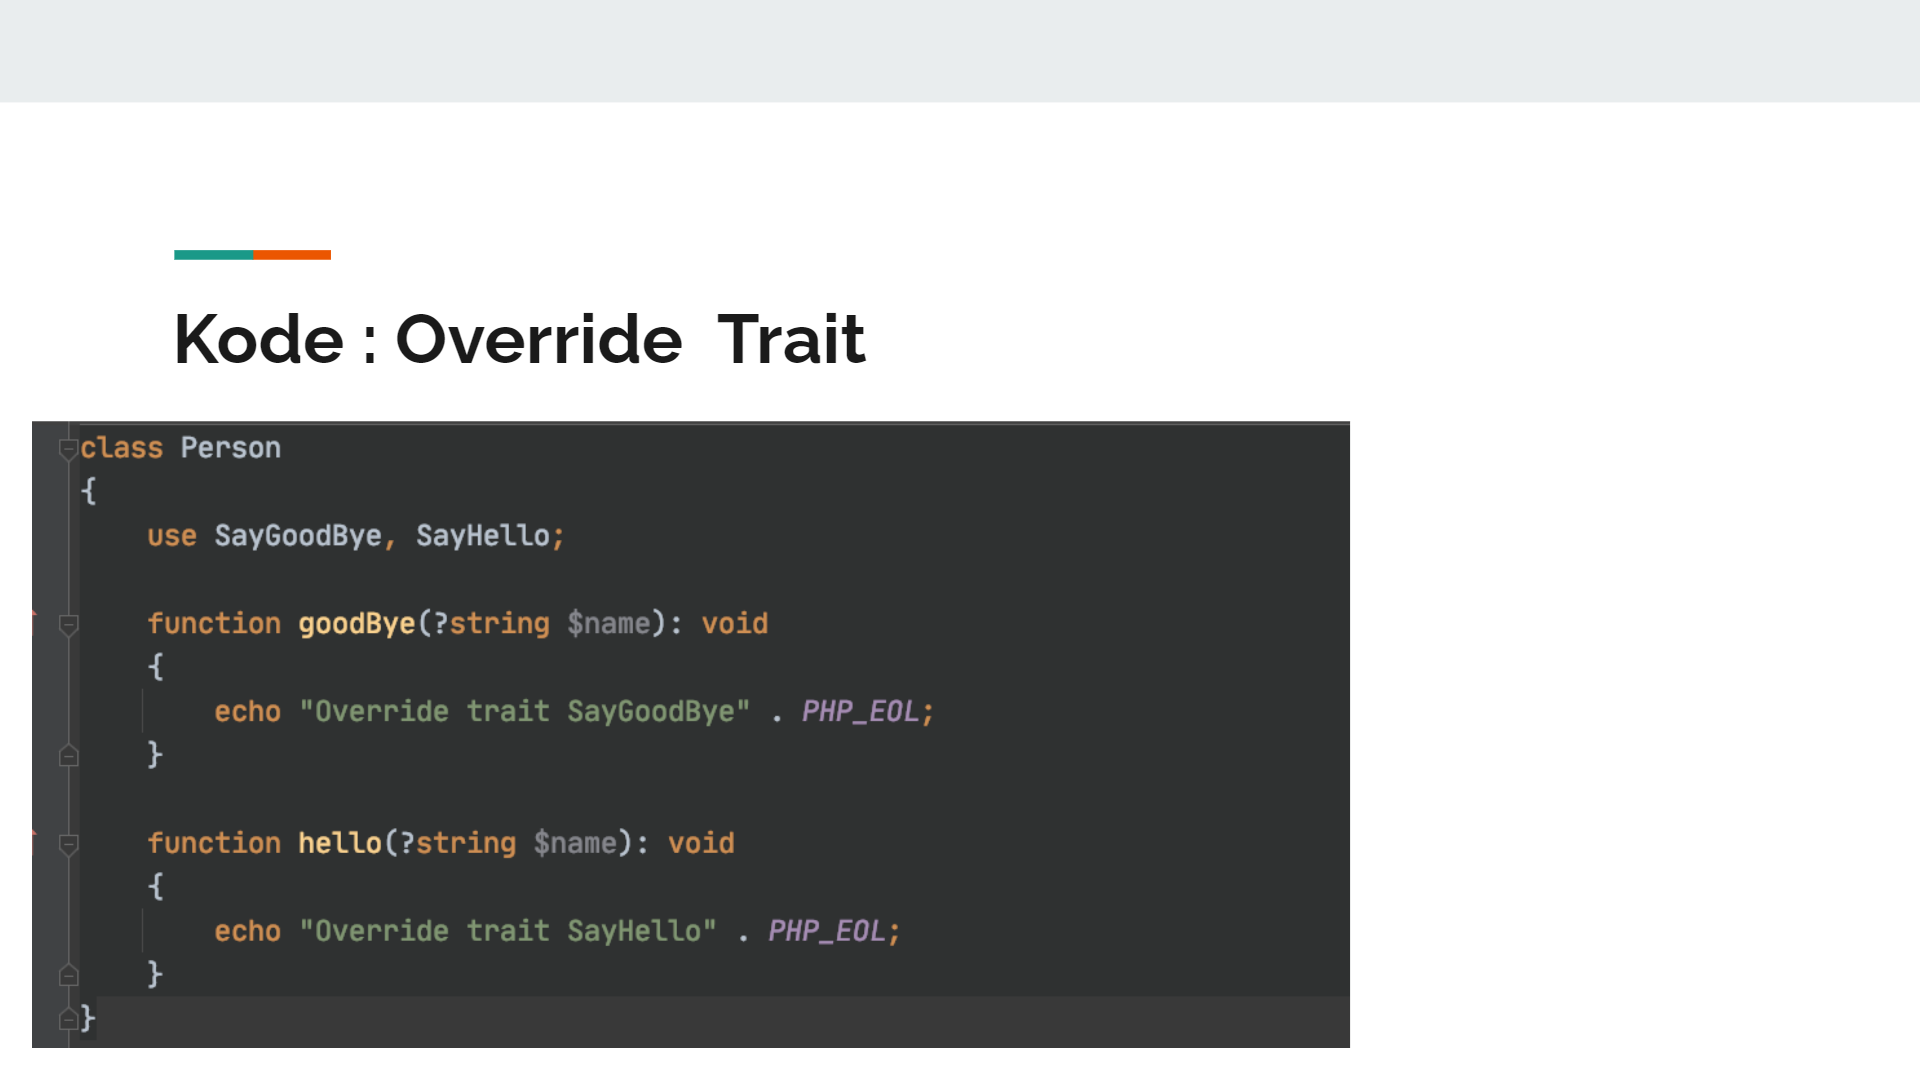 Kode : Override  Trait
class Person
{
    use SayGoodBye, SayHello;

    function goodBye(?string $name): void
    {
        echo "Override trait SayGoodBye" . PHP_EOL;
    }

    function hello(?string $name): void
    {
        echo "Override trait SayHello" . PHP_EOL;
    }
}